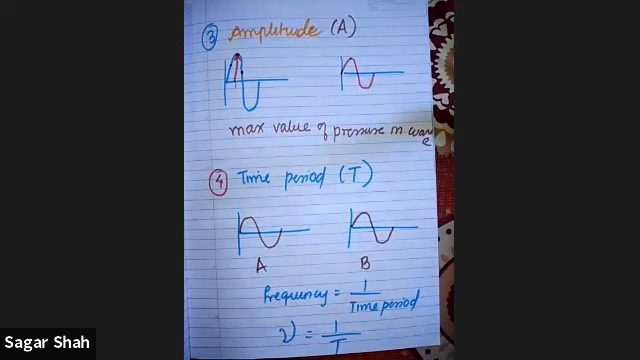 ③ Amplitude (A)
max value of pressure in wave
④ Time period (T)
A B
Frequency = 1 / Time period
ν = 1 / T
Sagar Shah